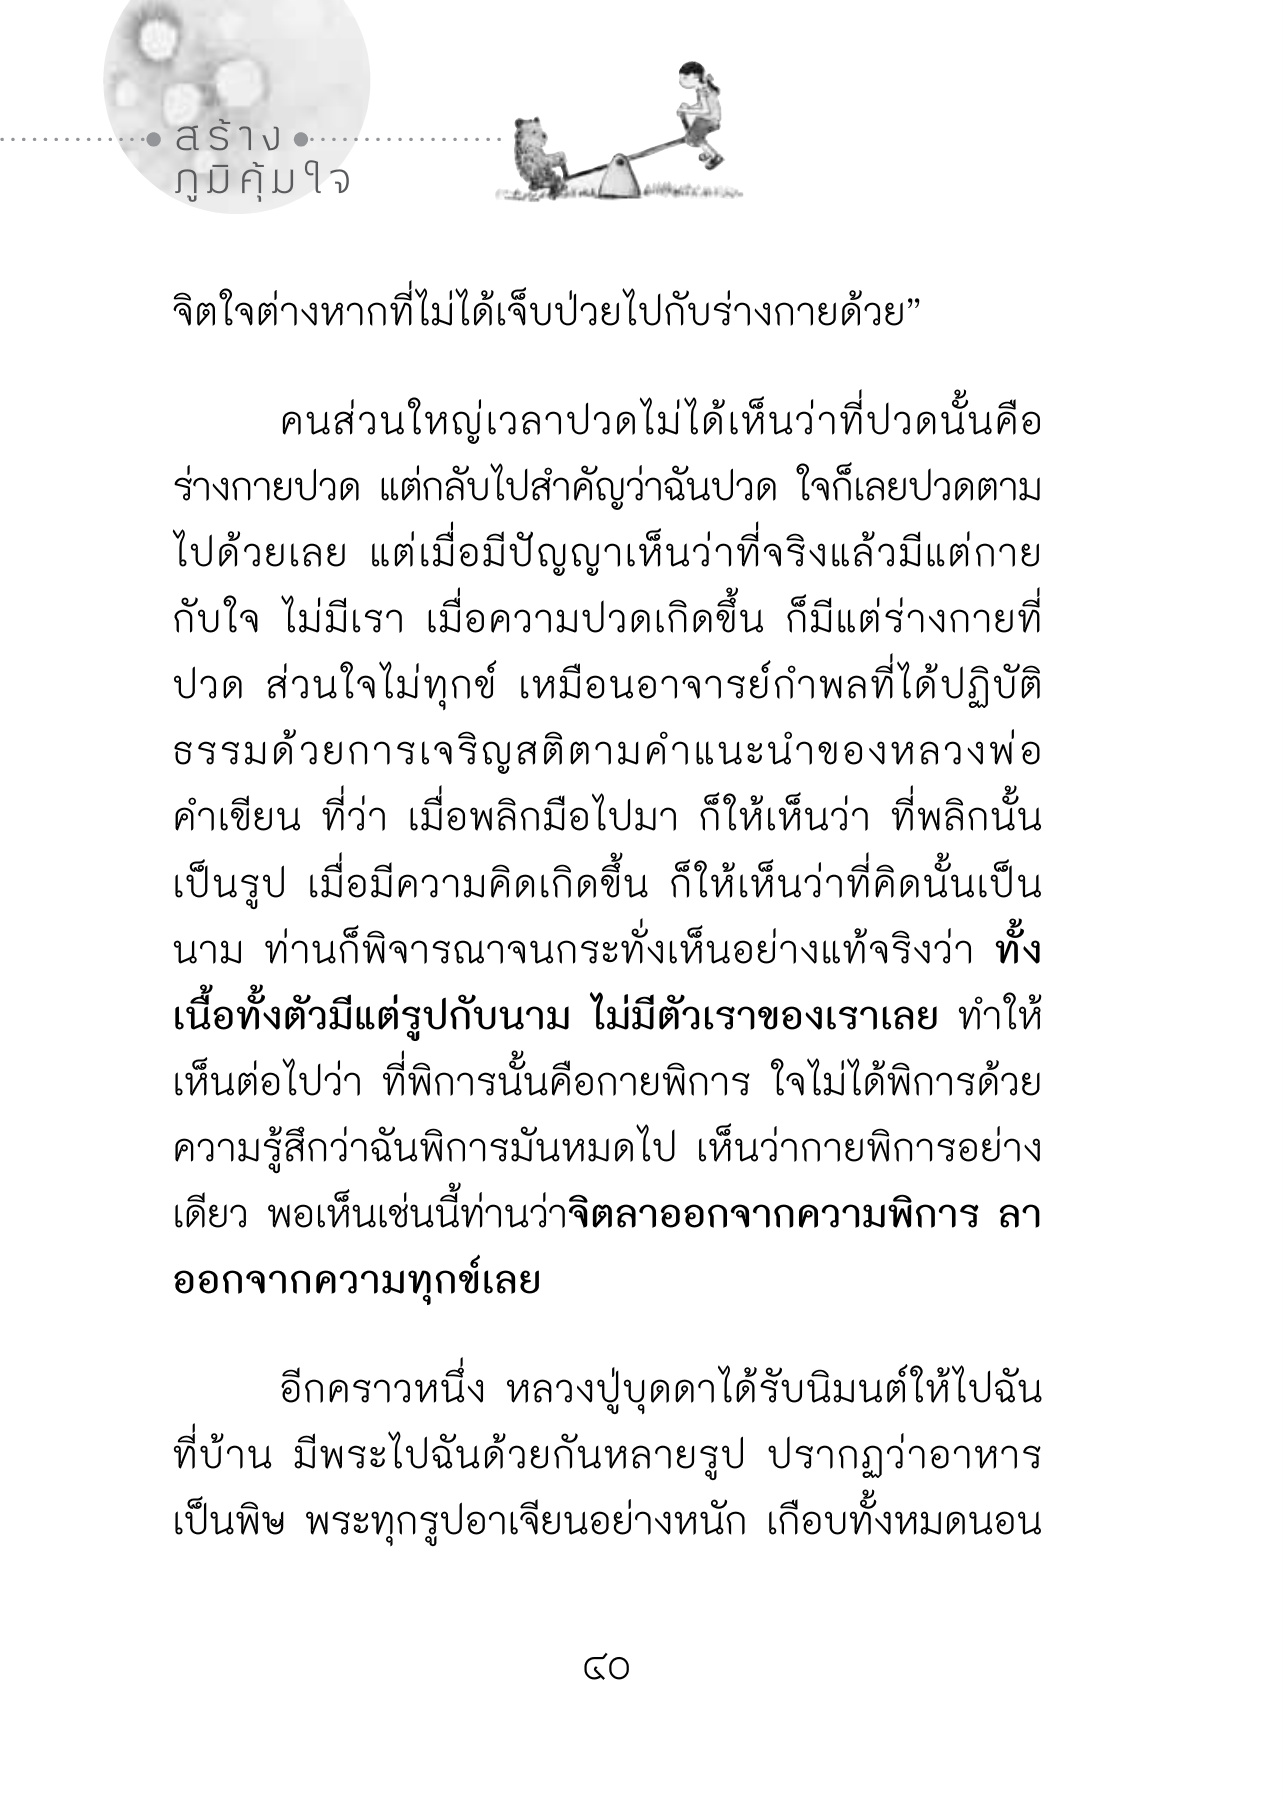 สร้าง
ภูมิคุ้มใจ
จิตใจต่างหากที่ไม่ได้เจ็บป่วยไปกับร่างกายด้วย”
คนส่วนใหญ่เวลาปวดไม่ได้เห็นว่าที่ปวดนั้นคือ
ร่างกายปวด แต่กลับไปสำคัญว่าฉันปวด ใจก็เลยปวดตาม
ไปด้วยเลย แต่เมื่อมีปัญญาเห็นว่าที่จริงแล้วมีแต่กาย
กับใจ ไม่มีเรา เมื่อความปวดเกิดขึ้น ก็มีแต่ร่างกายที่
ปวด ส่วนใจไม่ทุกข์ เหมือนอาจารย์กำพลที่ได้ปฏิบัติ
ธรรมด้วยการเจริญสติตามคำแนะนำของหลวงพ่อ
คำเขียน ที่ว่า เมื่อพลิกมือไปมา ก็ให้เห็นว่า ที่พลิกนั้น
เป็นรูป เมื่อมีความคิดเกิดขึ้น ก็ให้เห็นว่าที่คิดนั้นเป็น
นาม ท่านก็พิจารณาจนกระทั่งเห็นอย่างแท้จริงว่า ทั้ง
เนื้อทั้งตัวมีแต่รูปกับนาม ไม่มีตัวเราของเราเลย ทำให้
เห็นต่อไปว่า ที่พิการนั้นคือกายพิการ ใจไม่ได้พิการด้วย
ความรู้สึกว่าฉันพิการมันหมดไป เห็นว่ากายพิการอย่าง
เดียว พอเห็นเช่นนี้ท่านว่าจิตลาออกจากความพิการ ลา
ออกจากความทุกข์เลย
อีกคราวหนึ่ง หลวงปู่บุดดาได้รับนิมนต์ให้ไปฉัน
ที่บ้าน มีพระไปฉันด้วยกันหลายรูป ปรากฏว่าอาหาร
เป็นพิษ พระทุกรูปอาเจียนอย่างหนัก เกือบทั้งหมดนอน
๔๐